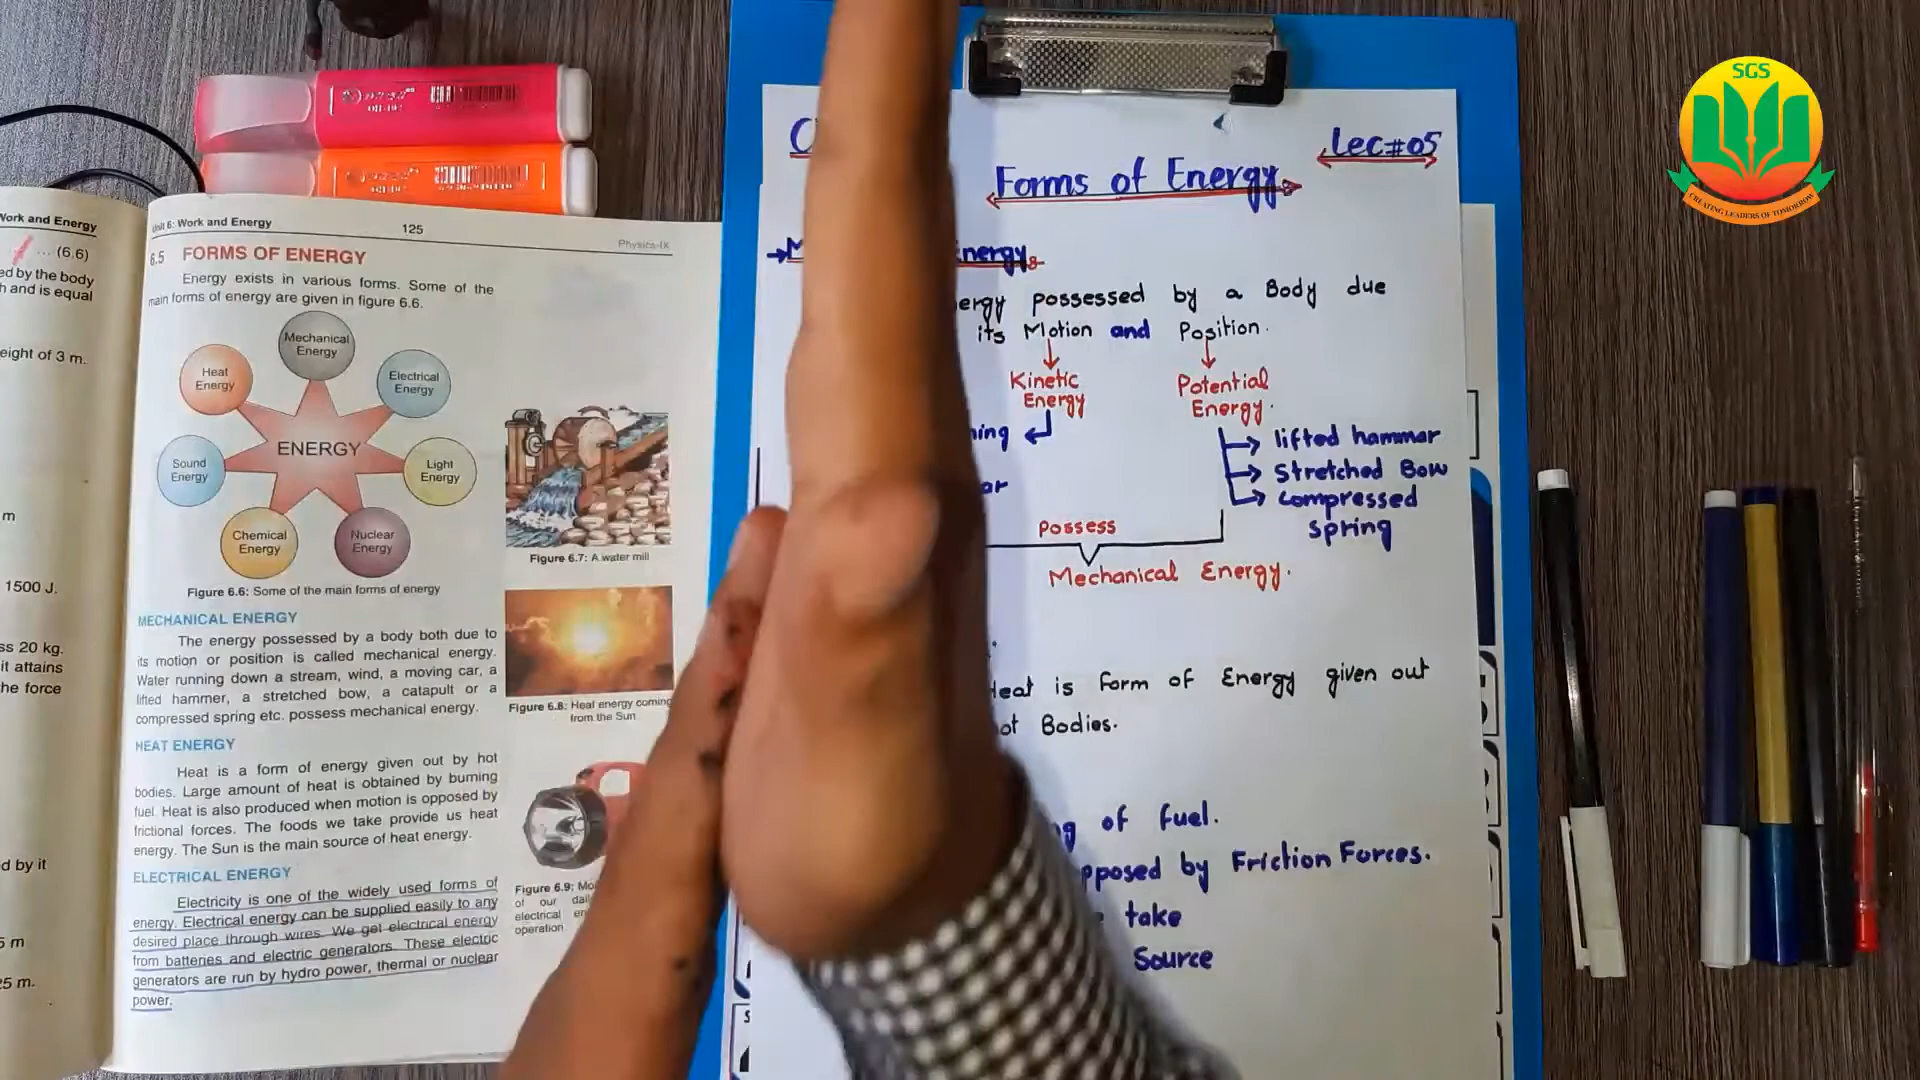 Work and Energy
... (6.6)
ed by the body
h and is equal
eight of 3 m.
m
1500 J.
ss 20 kg.
it attains
he force
d by it
5 m
25 m.
Unit 6: Work and Energy
125
Physics-IX
6.5 FORMS OF ENERGY
Energy exists in various forms. Some of the
main forms of energy are given in figure 6.6.
Mechanical
Energy
Heat
Energy
Electrical
Energy
ENERGY
Sound
Energy
Light
Energy
Chemical
Energy
Nuclear
Energy
Figure 6.6: Some of the main forms of energy
MECHANICAL ENERGY
The energy possessed by a body both due to
its motion or position is called mechanical energy.
Water running down a stream, wind, a moving car, a
lifted hammer, a stretched bow, a catapult or a
compressed spring etc. possess mechanical energy.
HEAT ENERGY
Heat is a form of energy given out by hot
bodies. Large amount of heat is obtained by burning
fuel. Heat is also produced when motion is opposed by
frictional forces. The foods we take provide us heat
energy. The Sun is the main source of heat energy.
ELECTRICAL ENERGY
Electricity is one of the widely used forms of
energy. Electrical energy can be supplied easily to any
desired place through wires. We get electrical energy
from batteries and electric generators. These electric
generators are run by hydro power, thermal or nuclear
power.
Figure 6.7: A water mill
Figure 6.8: Heat energy coming
from the Sun
Figure 6.9: Mo
of our dai
electrical en
operation
Lec#05
Forms of Energy
Energy
ergy possessed by a Body due
its Motion and Position.
Kinetic
Energy
Potential
Energy.
ning
ar
lifted hammar
Stretched Bow
Compressed
Spring
Possess
Mechanical Energy.
Heat is form of Energy given out
ot Bodies.
g of fuel.
pposed by Friction Forces.
take
Source
SGS
CREATING LEADERS OF TOMORROW